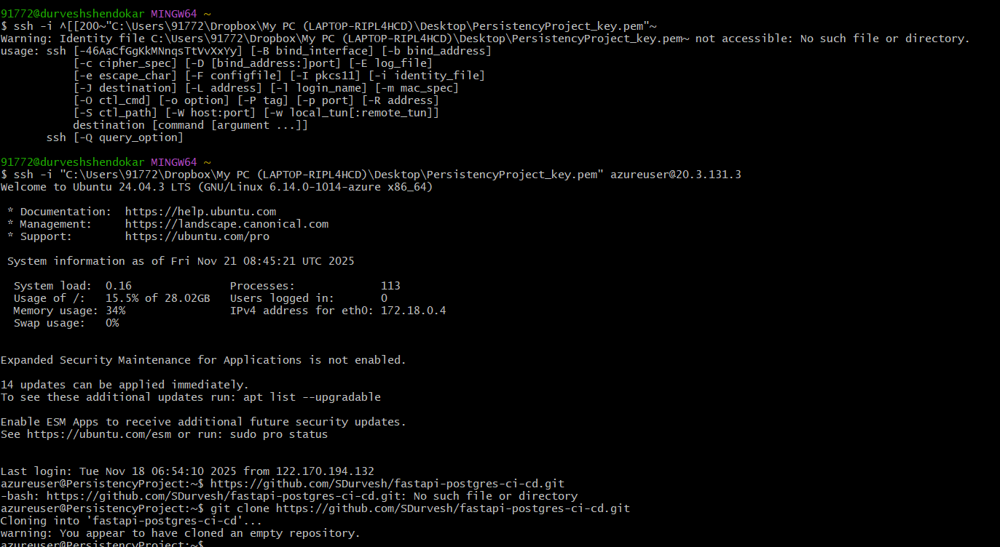 91772@durveshshendokar MINGW64 ~
$ ssh -i ^[[200~"C:\Users\91772\Dropbox\My PC (LAPTOP-RIPL4HCD)\Desktop\PersistencyProject_key.pem"~
Warning: Identity file C:\Users\91772\Dropbox\My PC (LAPTOP-RIPL4HCD)\Desktop\PersistencyProject_key.pem~ not accessible: No such file or directory.
usage: ssh [-46AaCfGgKkMNnqsTtVvXxYy] [-B bind_interface] [-b bind_address]
           [-c cipher_spec] [-D [bind_address:]port] [-E log_file]
           [-e escape_char] [-F configfile] [-I pkcs11] [-i identity_file]
           [-J destination] [-L address] [-l login_name] [-m mac_spec]
           [-O ctl_cmd] [-o option] [-P tag] [-p port] [-R address]
           [-S ctl_path] [-W host:port] [-w local_tun[:remote_tun]]
           destination [command [argument ...]]
       ssh [-Q query_option]
91772@durveshshendokar MINGW64 ~
$ ssh -i "C:\Users\91772\Dropbox\My PC (LAPTOP-RIPL4HCD)\Desktop\PersistencyProject_key.pem" azureuser@20.3.131.3
Welcome to Ubuntu 24.04.3 LTS (GNU/Linux 6.14.0-1014-azure x86_64)
 * Documentation:  https://help.ubuntu.com
 * Management:     https://landscape.canonical.com
 * Support:        https://ubuntu.com/pro
 System information as of Fri Nov 21 08:45:21 UTC 2025
  System load:  0.16               Processes:             113
  Usage of /:   15.5% of 28.02GB   Users logged in:       0
  Memory usage: 34%                IPv4 address for eth0: 172.18.0.4
  Swap usage:   0%
Expanded Security Maintenance for Applications is not enabled.
14 updates can be applied immediately.
To see these additional updates run: apt list --upgradable
Enable ESM Apps to receive additional future security updates.
See https://ubuntu.com/esm or run: sudo pro status
Last login: Tue Nov 18 06:54:10 2025 from 122.170.194.132
azureuser@PersistencyProject:~$ https://github.com/SDurvesh/fastapi-postgres-ci-cd.git
-bash: https://github.com/SDurvesh/fastapi-postgres-ci-cd.git: No such file or directory
azureuser@PersistencyProject:~$ git clone https://github.com/SDurvesh/fastapi-postgres-ci-cd.git
Cloning into 'fastapi-postgres-ci-cd'...
warning: You appear to have cloned an empty repository.
azureuser@PersistencyProject:~$